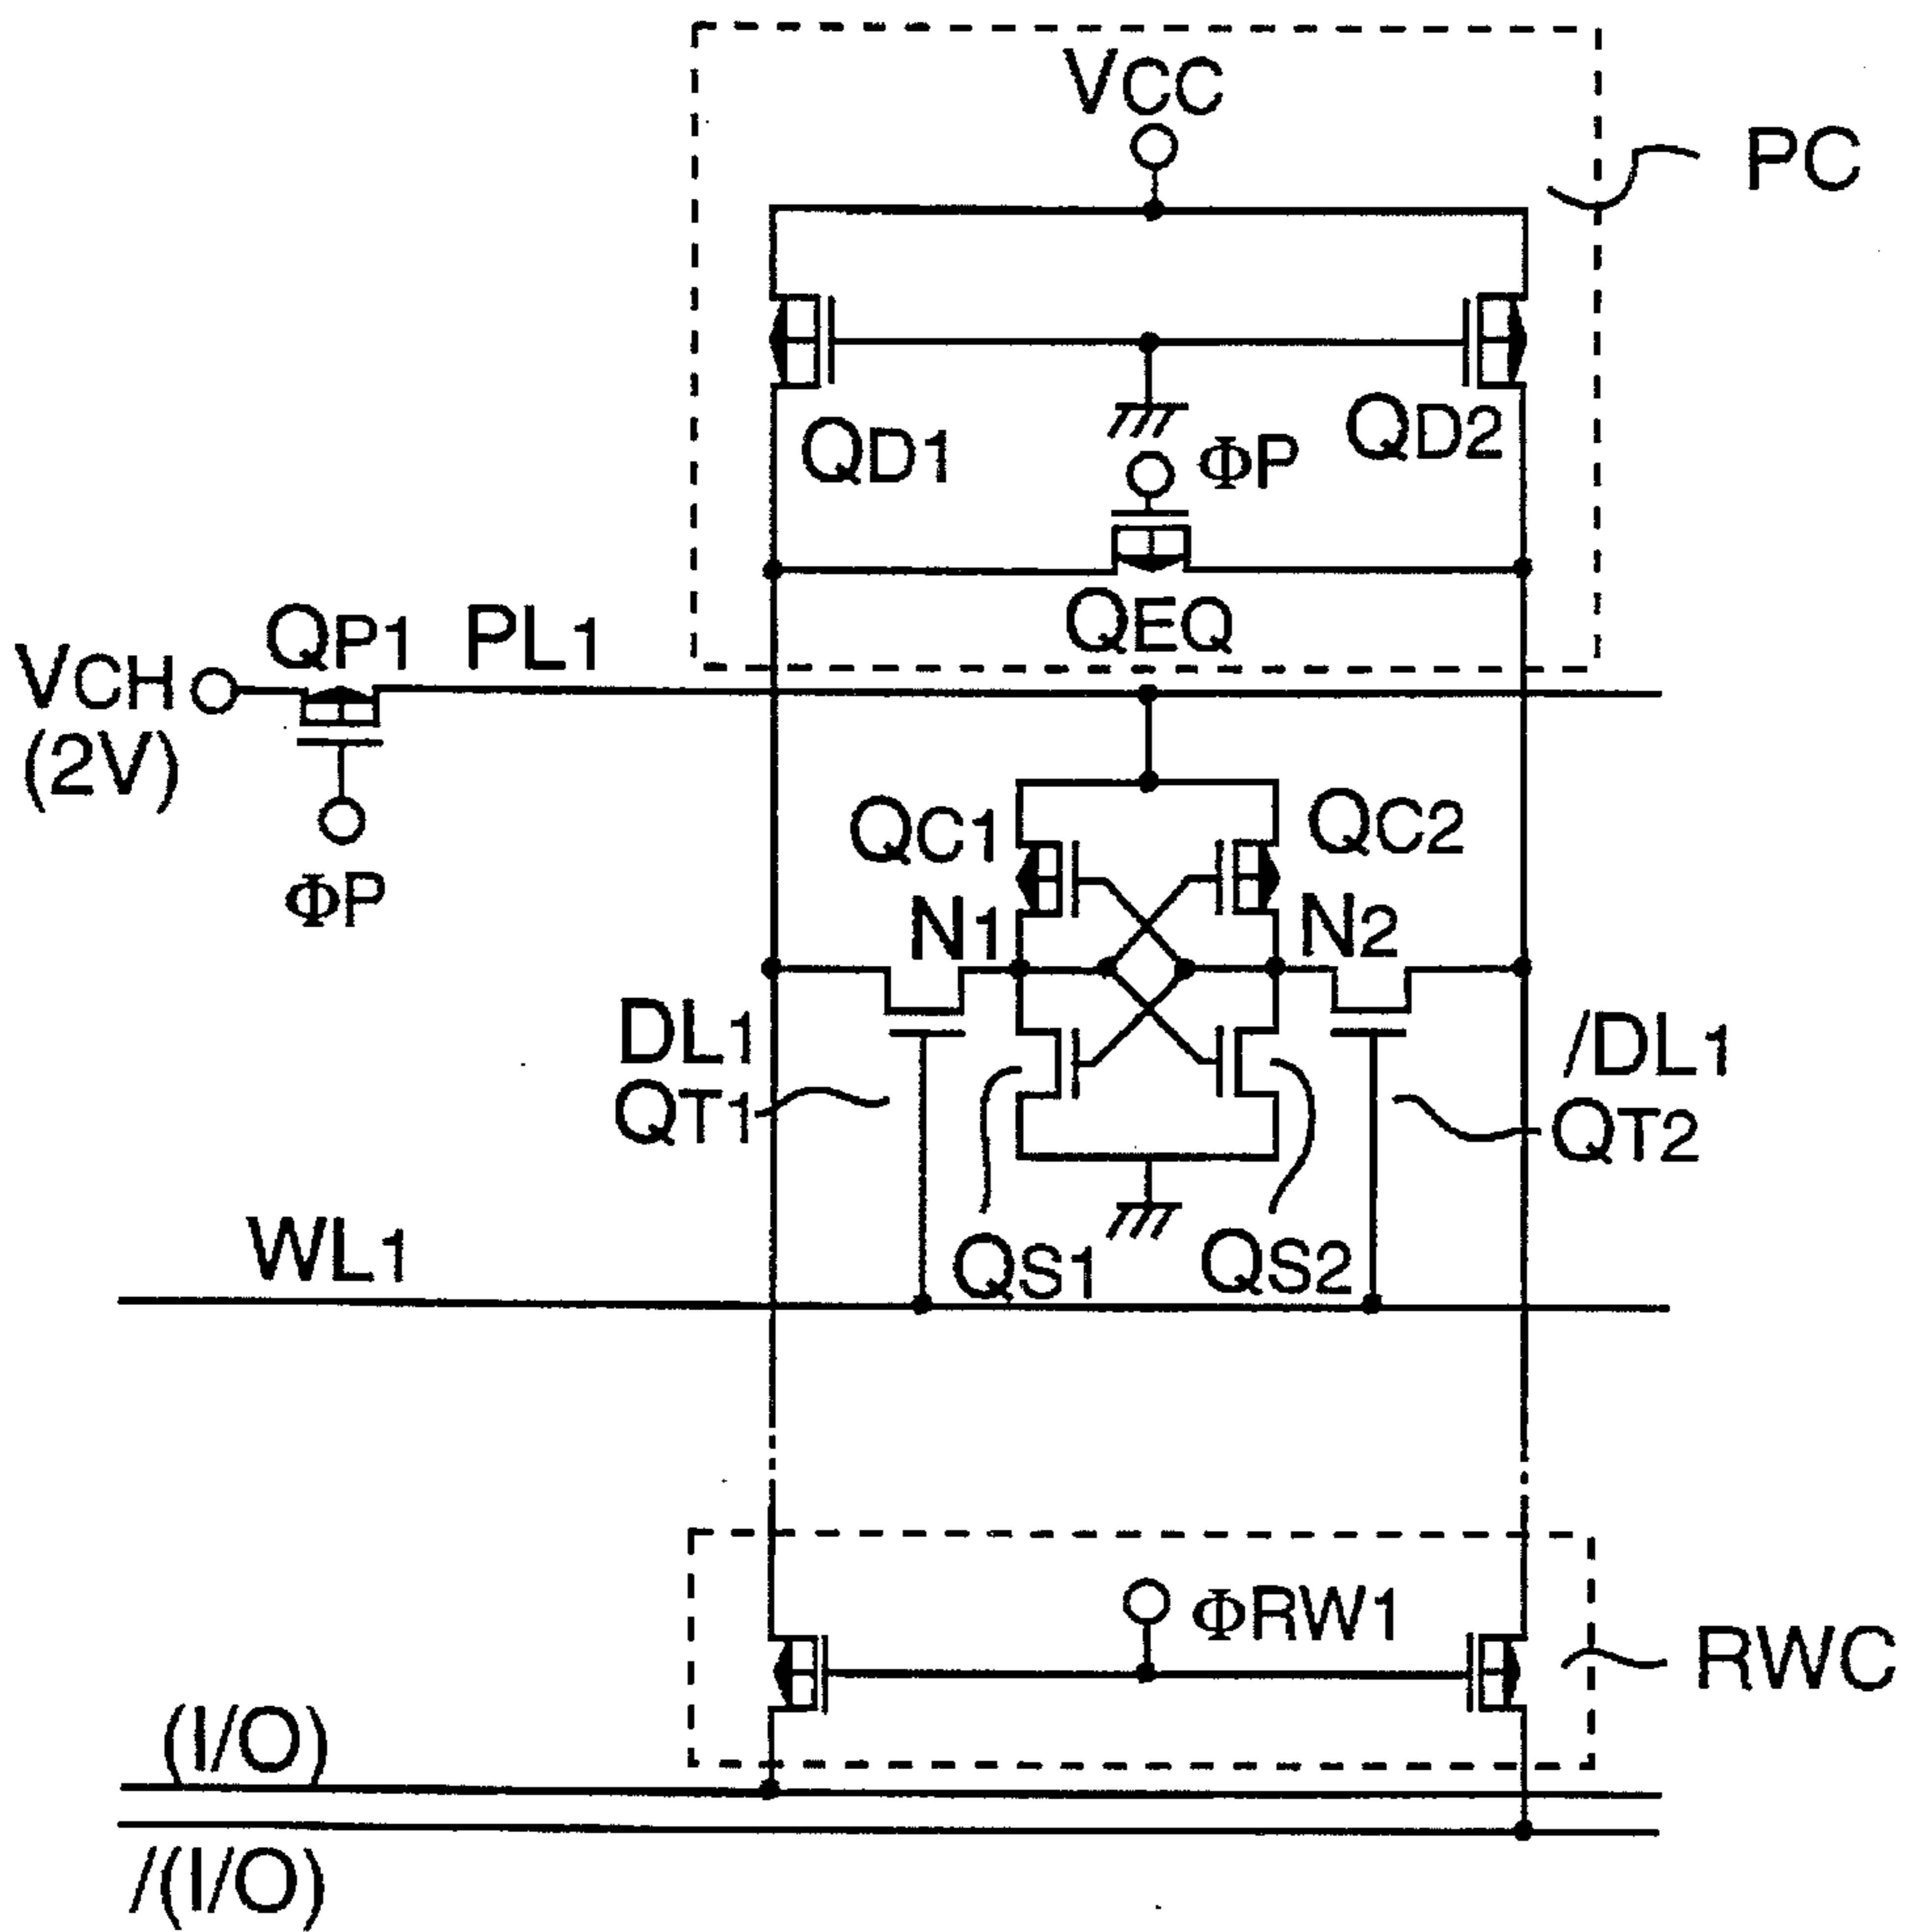 VCC
PC
QD1
QD2
ΦP
QEQ
QP1
PL1
VCH
(2V)
ΦP
QC1
QC2
N1
N2
DL1
/DL1
QT1
QT2
WL1
QS1
QS2
ΦRW1
RWC
(I/O)
/(I/O)